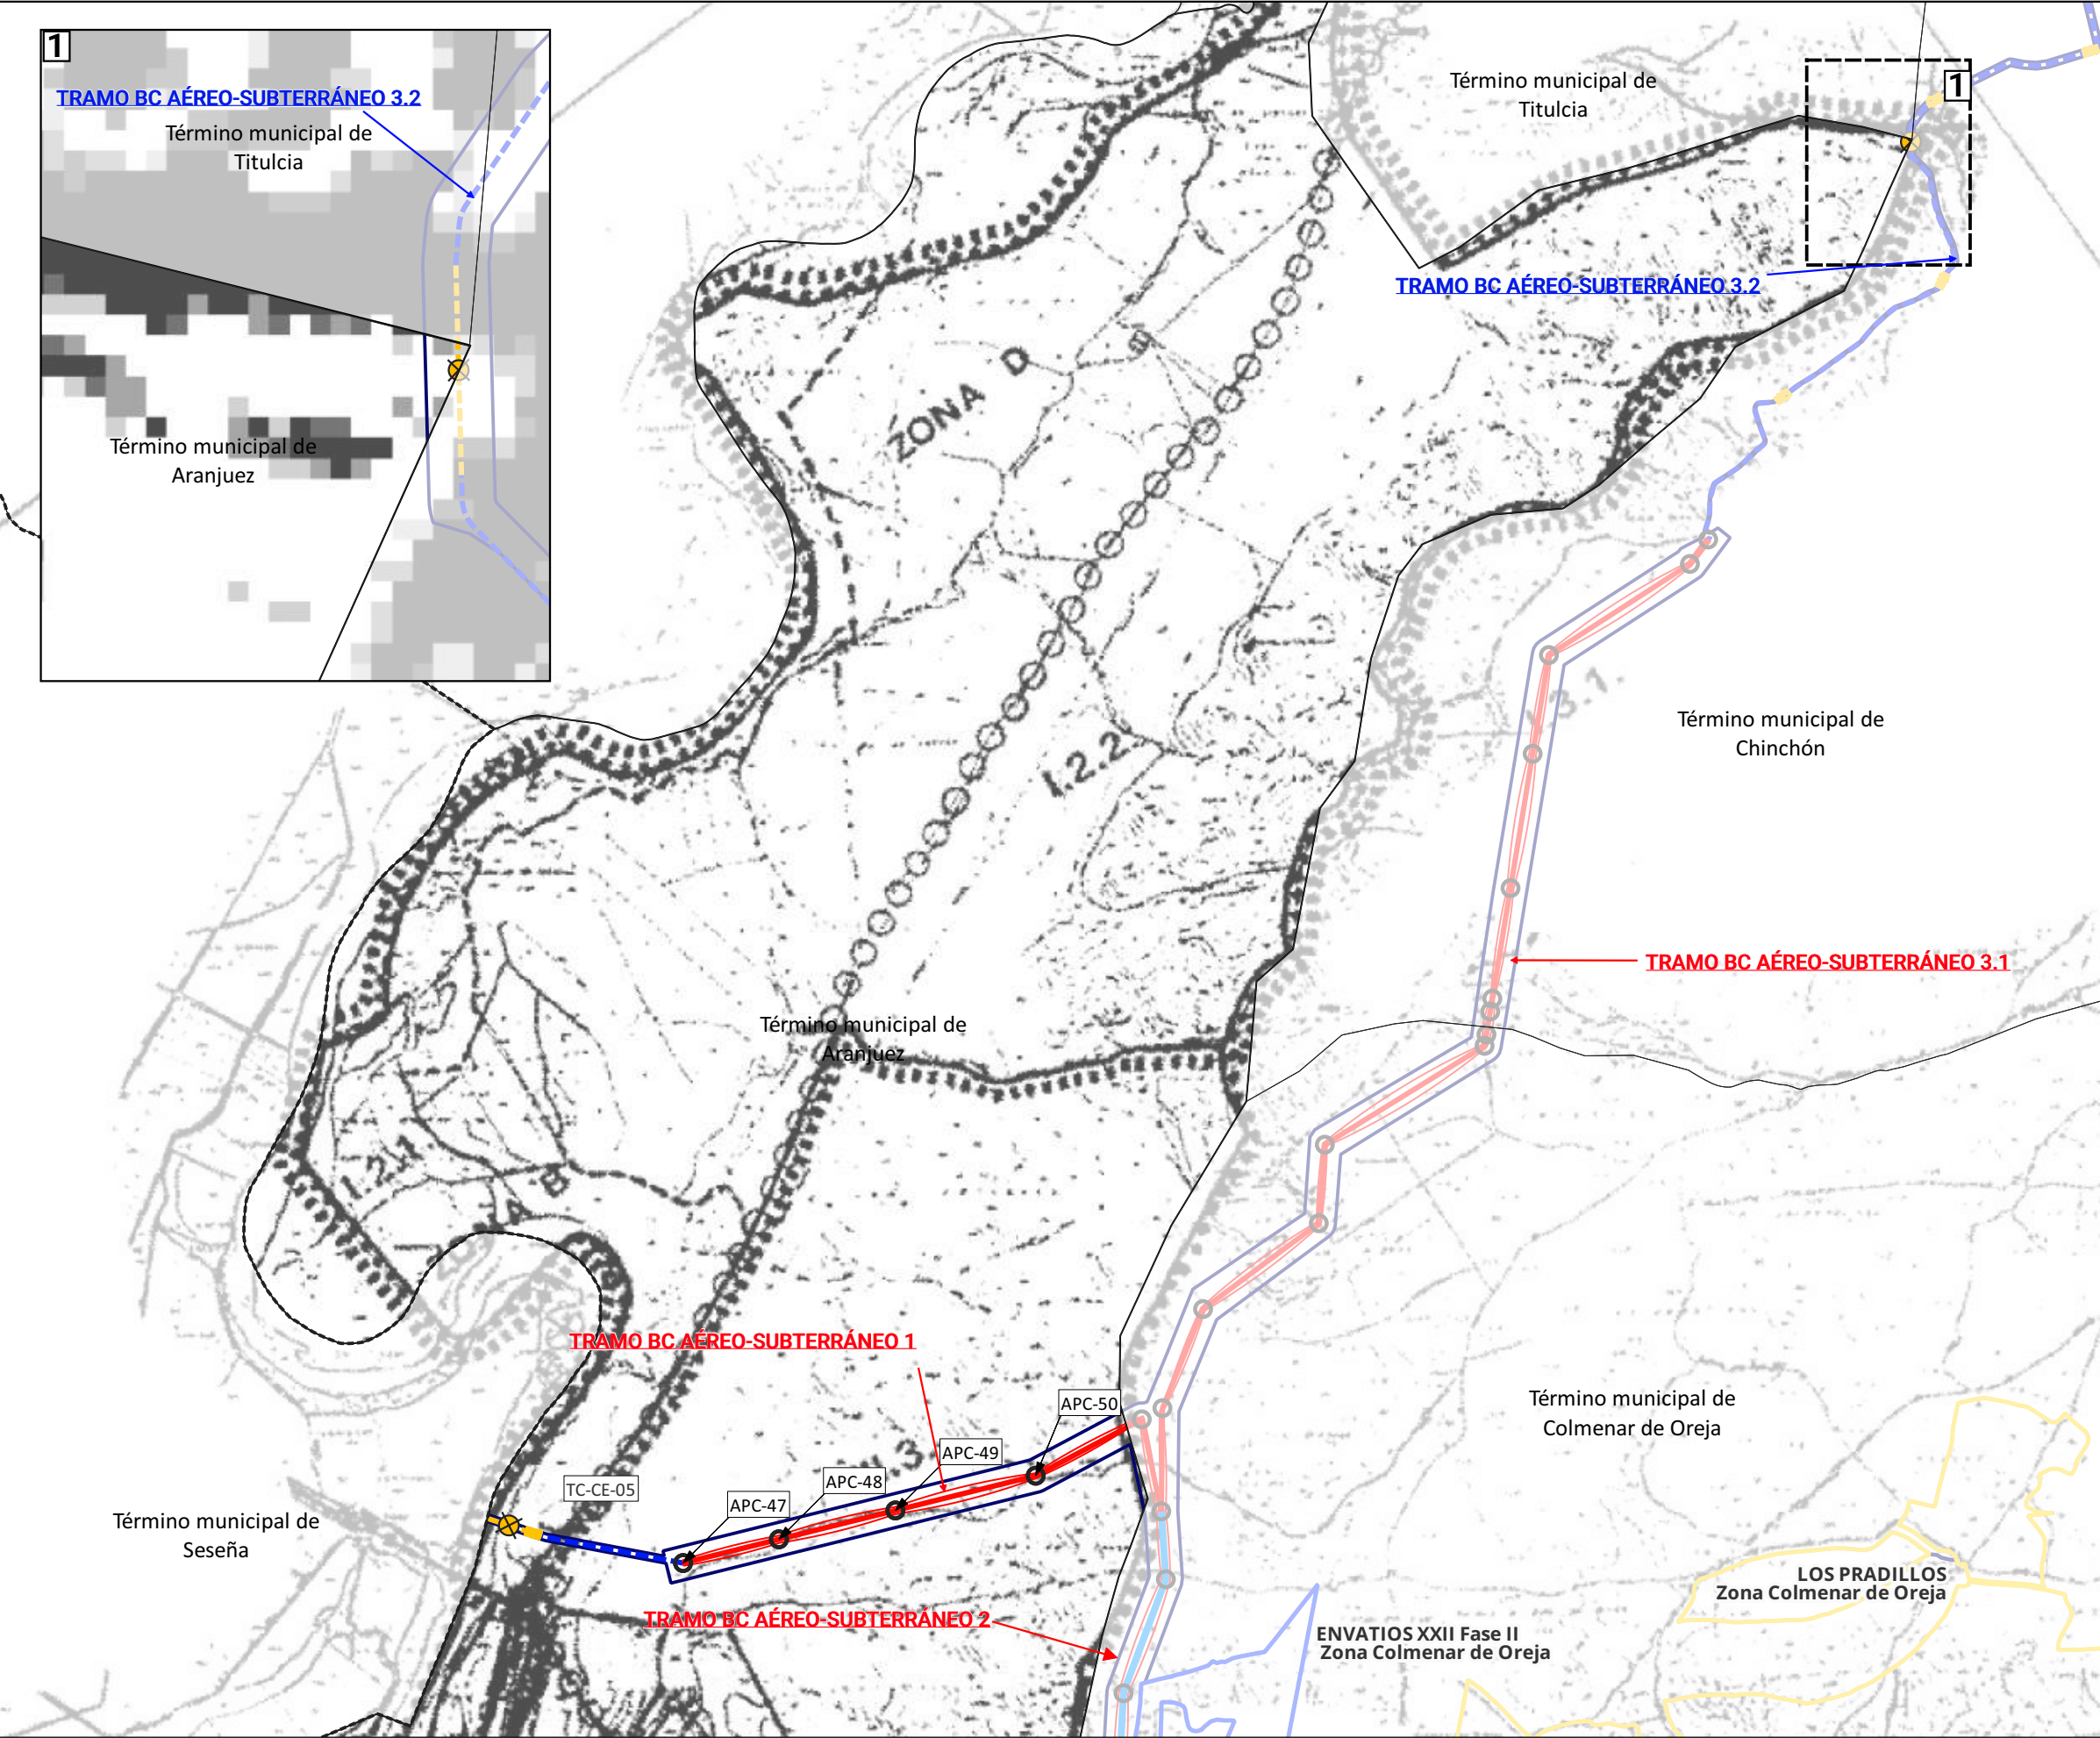 1
TRAMO BC AÉREO-SUBTERRÁNEO 3.2
Término municipal de
Titulcia
Término municipal de
Aranjuez
Término municipal de
Titulcia
1
TRAMO BC AÉREO-SUBTERRÁNEO 3.2
ZONA D
B
I.2.2.
3.1.
Término municipal de
Chinchón
TRAMO BC AÉREO-SUBTERRÁNEO 3.1
Término municipal de
Aranjuez
I.2.1
B
TRAMO BC AÉREO-SUBTERRÁNEO 1
APC-50
APC-49
APC-48
APC-47
TC-CE-05
Término municipal de
Colmenar de Oreja
Término municipal de
Seseña
LOS PRADILLOS
Zona Colmenar de Oreja
TRAMO BC AÉREO-SUBTERRÁNEO 2
ENVATIOS XXII Fase II
Zona Colmenar de Oreja